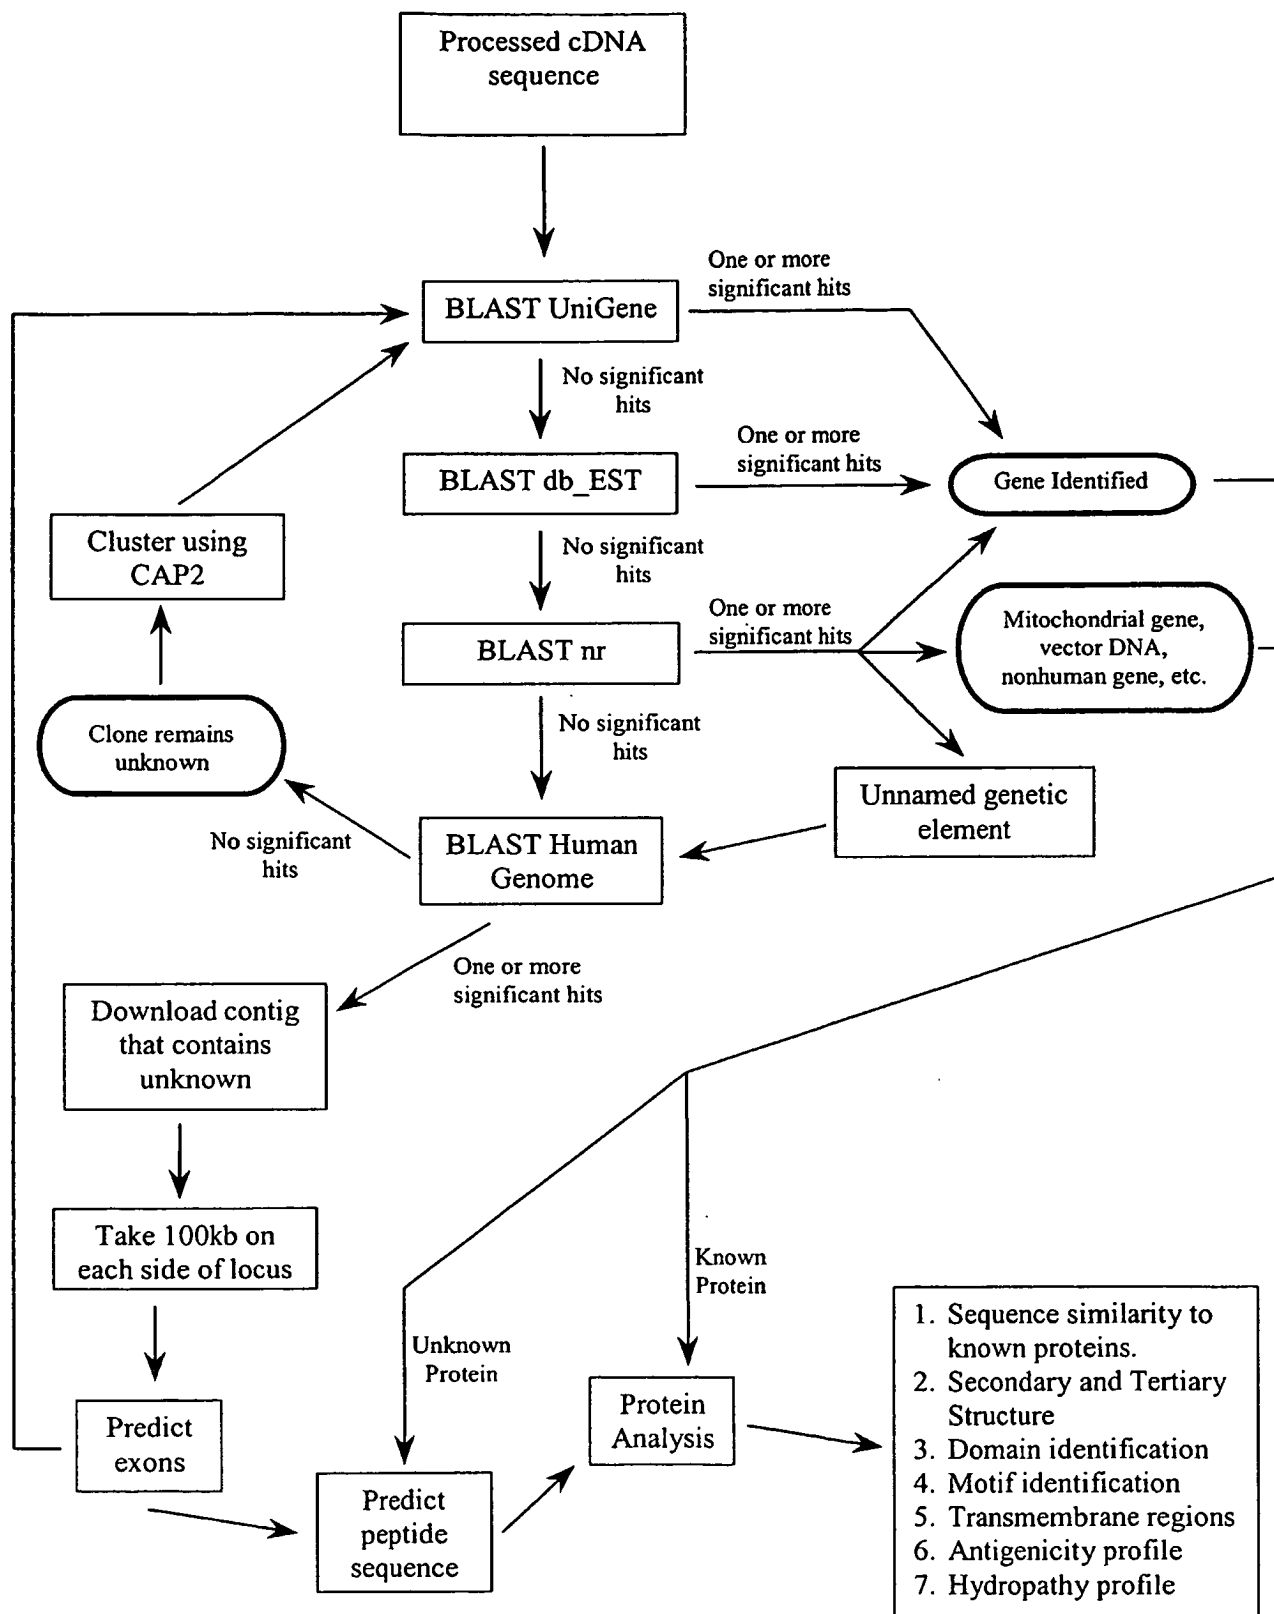 Processed cDNA
sequence
One or more
significant hits
BLAST UniGene
No significant
hits
One or more
significant hits
BLAST db_EST
Gene Identified
Cluster using
CAP2
No significant
hits
One or more
significant hits
BLAST nr
Mitochondrial gene,
vector DNA,
nonhuman gene, etc.
Clone remains
unknown
No significant
hits
Unnamed genetic
element
No significant
hits
BLAST Human
Genome
One or more
significant hits
Download contig
that contains
unknown
Take 100kb on
each side of locus
Known
Protein
Unknown
Protein
Predict
exons
Protein
Analysis
Predict
peptide
sequence
1. Sequence similarity to
known proteins.
2. Secondary and Tertiary
Structure
3. Domain identification
4. Motif identification
5. Transmembrane regions
6. Antigenicity profile
7. Hydropathy profile